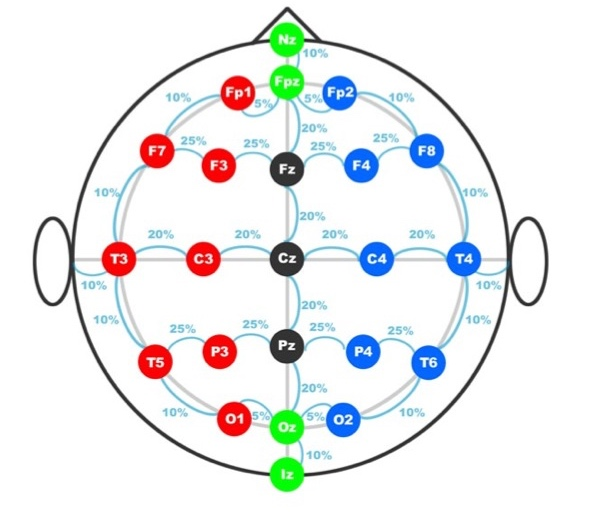 Nz
10%
Fp1 Fpz Fp2
10% 5% 5% 10%
20%
F7 25% 25% 25% 25% F8
F3 Fz F4
10% 10%
20%
20% 20% 20% 20%
T3 C3 Cz C4 T4
10% 10%
10% 20% 10%
25% 25% 25% 25%
T5 P3 Pz P4 T6
20%
10% O1 5% Oz 5% O2 10%
10%
Iz